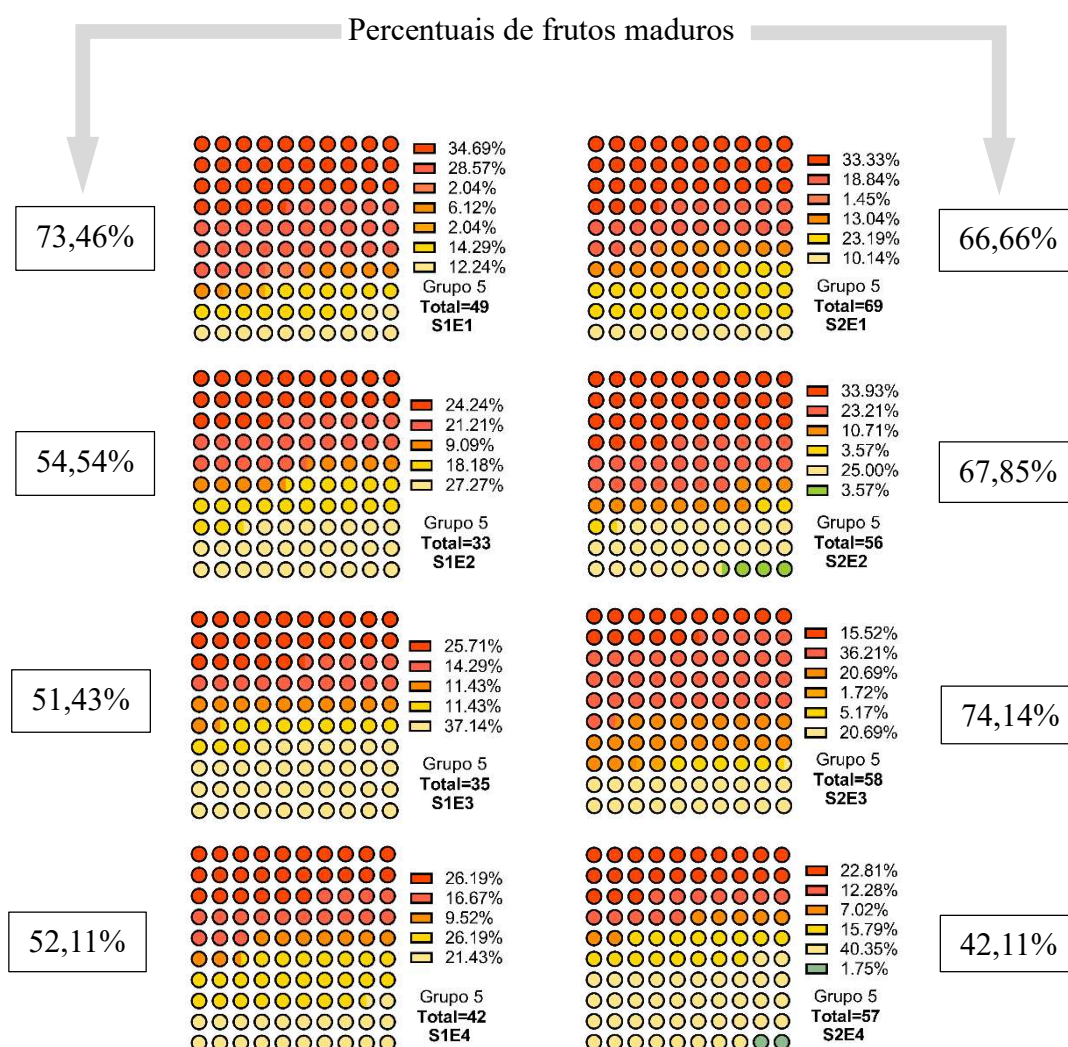 Percentuais de frutos maduros
73,46%
34.69%
28.57%
2.04%
6.12%
2.04%
14.29%
12.24%
Grupo 5
Total=49
S1E1
33.33%
18.84%
1.45%
13.04%
23.19%
10.14%
Grupo 5
Total=69
S2E1
66,66%
54,54%
24.24%
21.21%
9.09%
18.18%
27.27%
Grupo 5
Total=33
S1E2
33.93%
23.21%
10.71%
3.57%
25.00%
3.57%
Grupo 5
Total=56
S2E2
67,85%
51,43%
25.71%
14.29%
11.43%
11.43%
37.14%
Grupo 5
Total=35
S1E3
15.52%
36.21%
20.69%
1.72%
5.17%
20.69%
Grupo 5
Total=58
S2E3
74,14%
52,11%
26.19%
16.67%
9.52%
26.19%
21.43%
Grupo 5
Total=42
S1E4
22.81%
12.28%
7.02%
15.79%
40.35%
1.75%
Grupo 5
Total=57
S2E4
42,11%